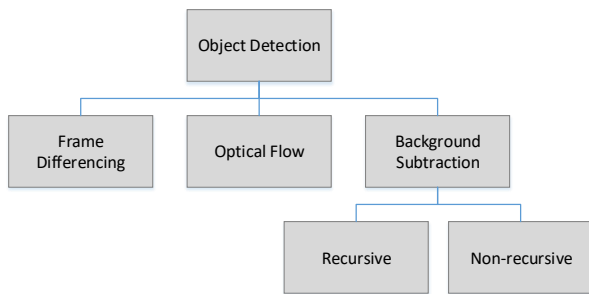 Object Detection
Frame
Differencing
Optical Flow
Background
Subtraction
Recursive
Non-recursive